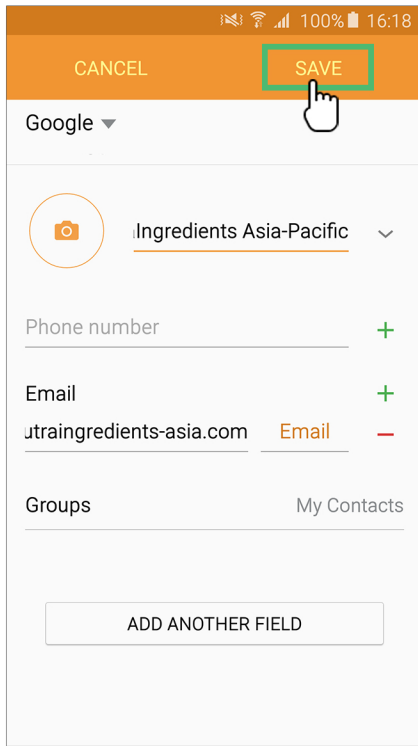 100% 16:18
CANCEL SAVE
Google
Ingredients Asia-Pacific
Phone number
Email
utraingredients-asia.com Email
Groups My Contacts
ADD ANOTHER FIELD